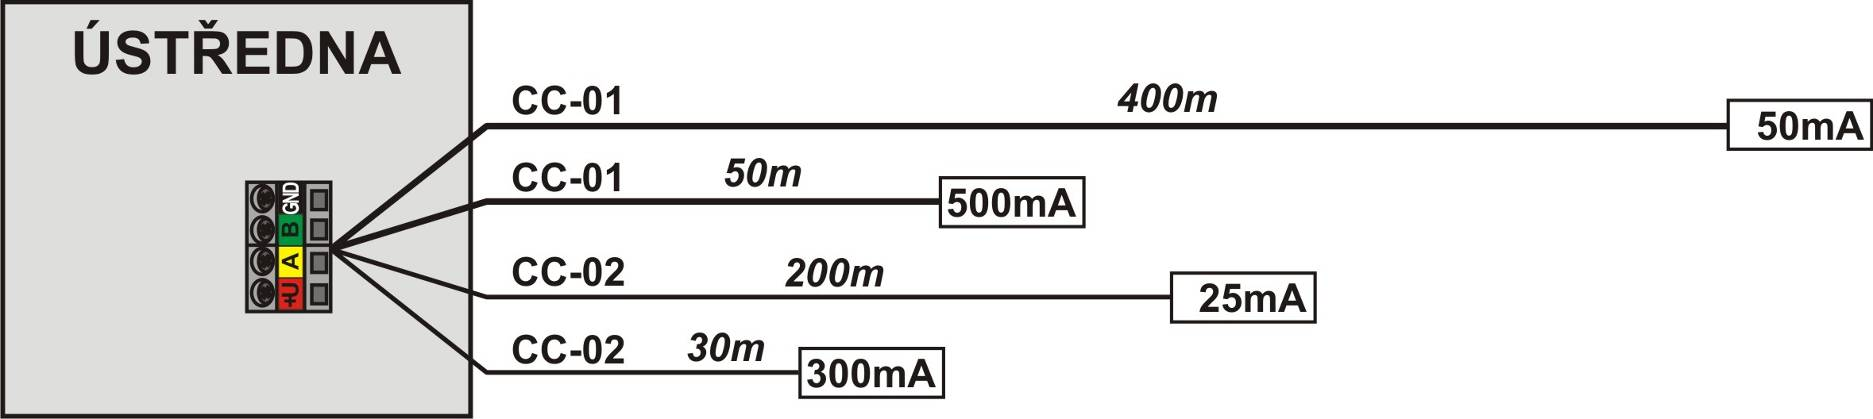 ÚSTŘEDNA
CC-01 400m 50mA
CC-01 50m 500mA
CC-02 200m 25mA
CC-02 30m 300mA
GND
B
A
+U